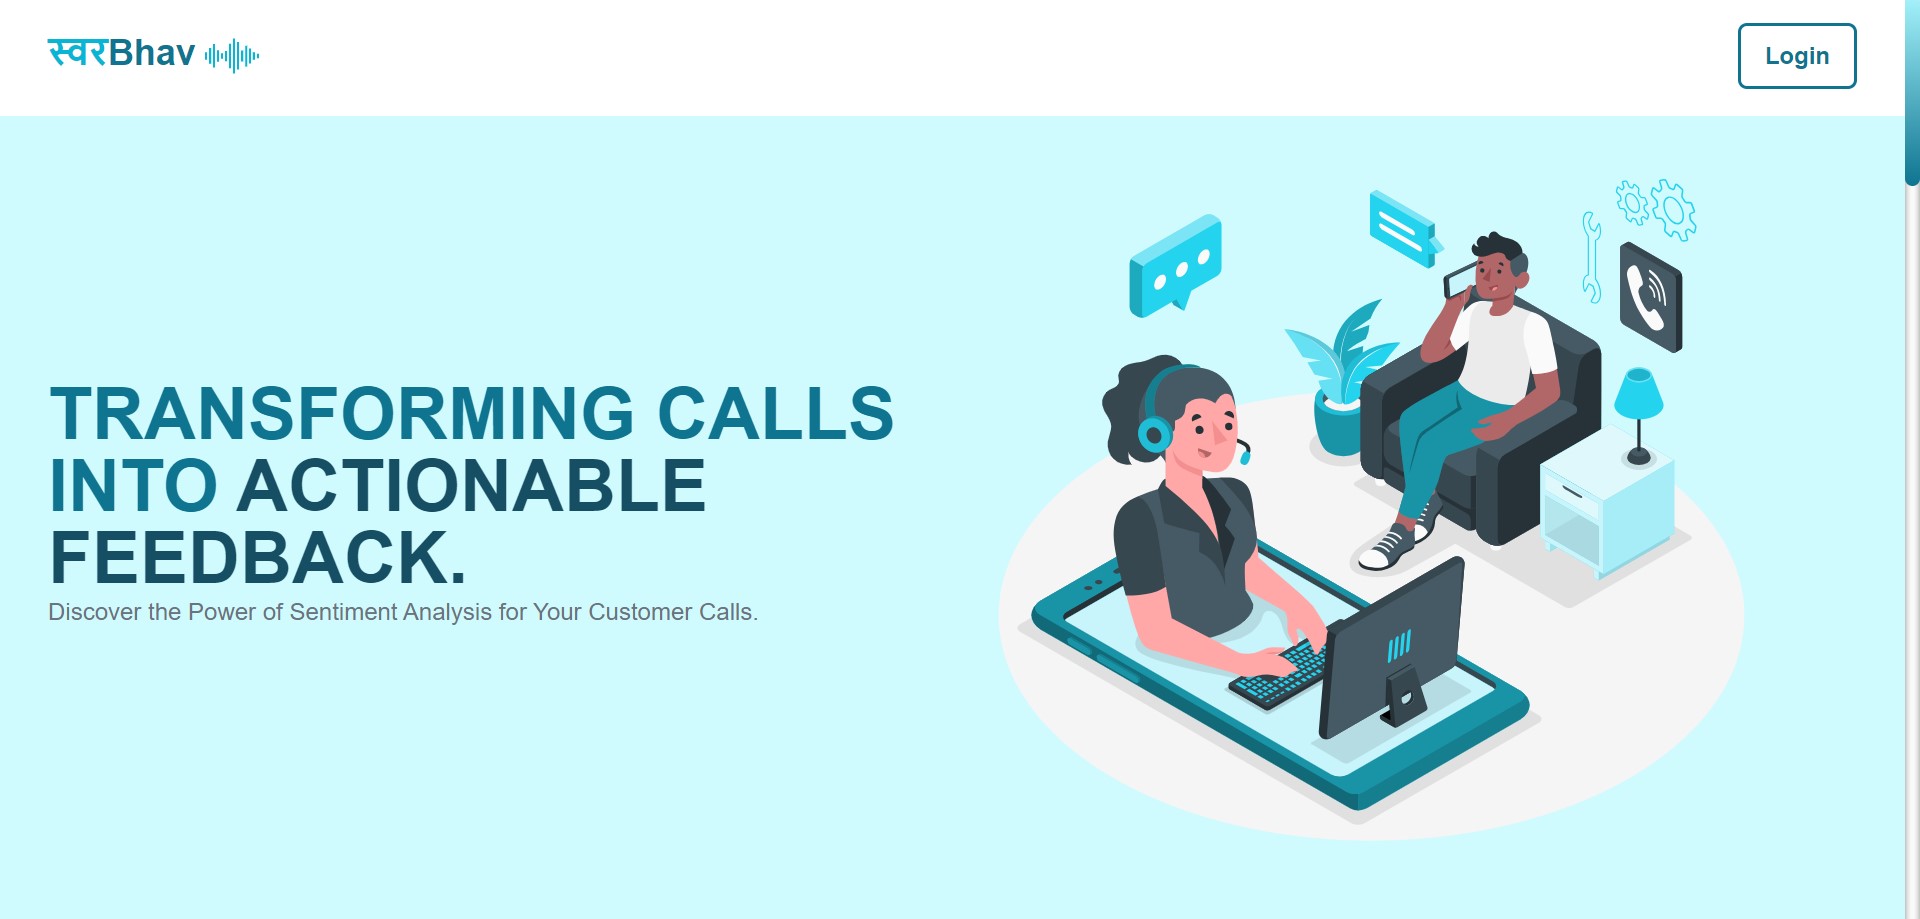 स्वरBhav
Login
TRANSFORMING CALLS
INTO ACTIONABLE
FEEDBACK.
Discover the Power of Sentiment Analysis for Your Customer Calls.